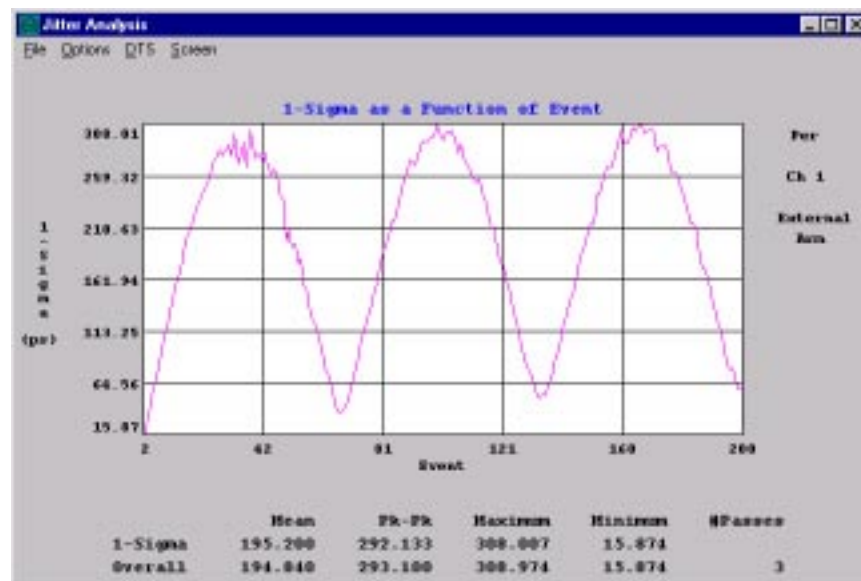 Jitter Analysis
File Options DTS Screen
1-Sigma as a Function of Event
308.01
259.32
210.63
161.94
113.25
64.56
15.87
1-sigma
(ps)
2 42 81 121 160 200
Event
Per
Ch 1
External
Arm
Mean Pk-Pk Maximum Minimum #Passes
1-Sigma 195.200 292.133 308.007 15.874
Overall 194.840 293.100 308.974 15.874 3